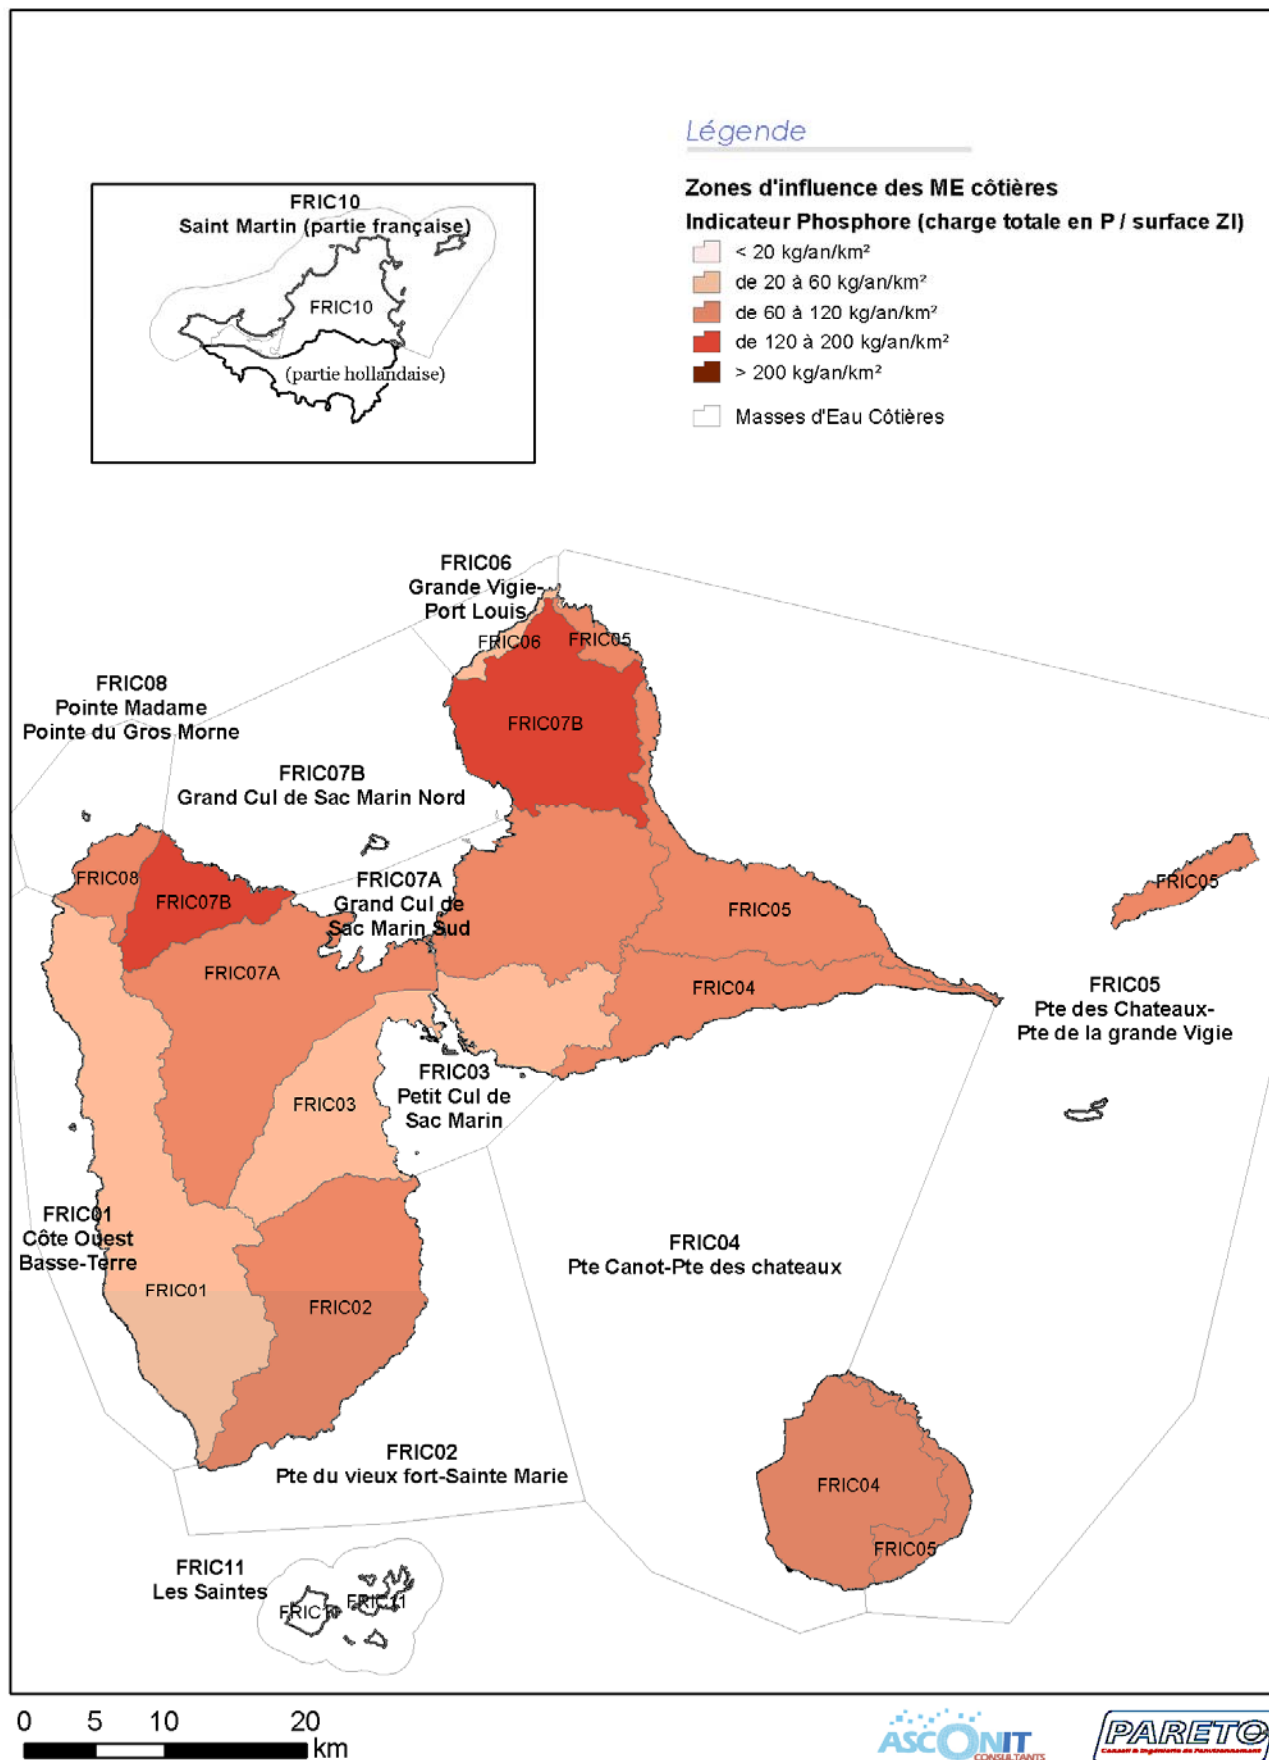 Légende
Zones d'influence des ME côtières
Indicateur Phosphore (charge totale en P / surface ZI)
< 20 kg/an/km²
de 20 à 60 kg/an/km²
de 60 à 120 kg/an/km²
de 120 à 200 kg/an/km²
> 200 kg/an/km²
Masses d'Eau Côtières
FRIC10
Saint Martin (partie française)
FRIC10
(partie hollandaise)
FRIC06
Grande Vigie-
Port Louis
FRIC06
FRIC05
FRIC08
Pointe Madame
Pointe du Gros Morne
FRIC07B
FRIC07B
Grand Cul de Sac Marin Nord
FRIC08
FRIC07B
FRIC07A
Grand Cul de
Sac Marin Sud
FRIC05
FRIC05
FRIC07A
FRIC04
FRIC05
Pte des Chateaux-
Pte de la grande Vigie
FRIC03
Petit Cul de
Sac Marin
FRIC03
FRIC01
Côte Ouest
Basse-Terre
FRIC04
Pte Canot-Pte des chateaux
FRIC01
FRIC02
FRIC02
Pte du vieux fort-Sainte Marie
FRIC04
FRIC05
FRIC11
Les Saintes
FRIC11
FRIC11
0 5 10 20
km
ASCONIT
CONSULTANTS
PARETO
Conseil & Ingénierie de l'environnement